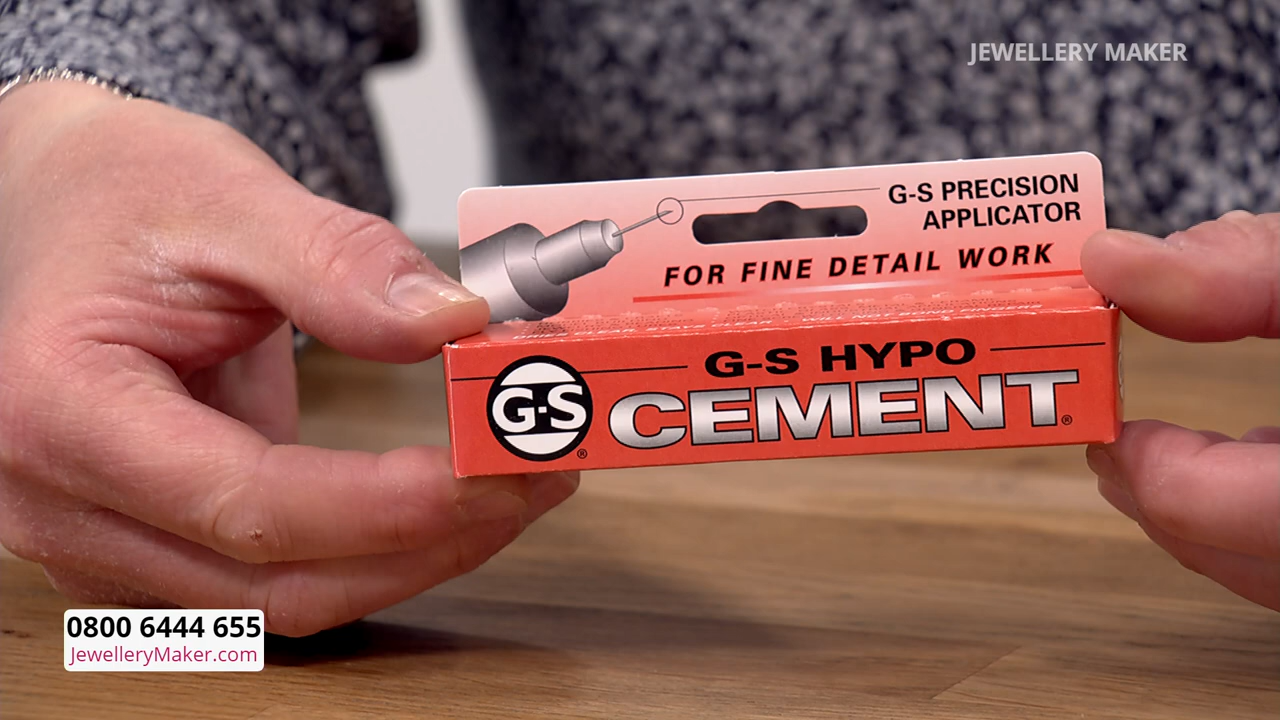 JEWELLERY MAKER
G-S PRECISION
APPLICATOR
FOR FINE DETAIL WORK
G-S HYPO
G-S
CEMENT®
®
0800 6444 655
JewelleryMaker.com